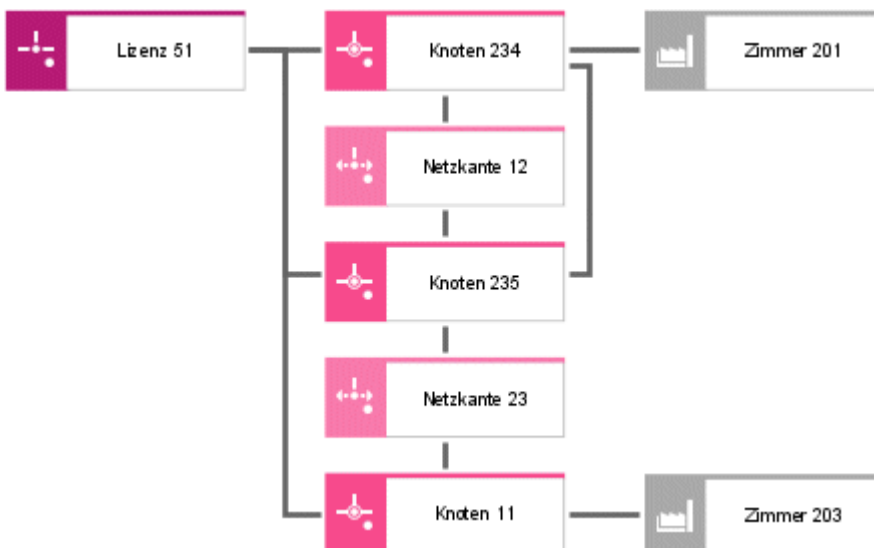 Lizenz 51
Knoten 234
Zimmer 201
Netzkante 12
Knoten 235
Netzkante 23
Knoten 11
Zimmer 203